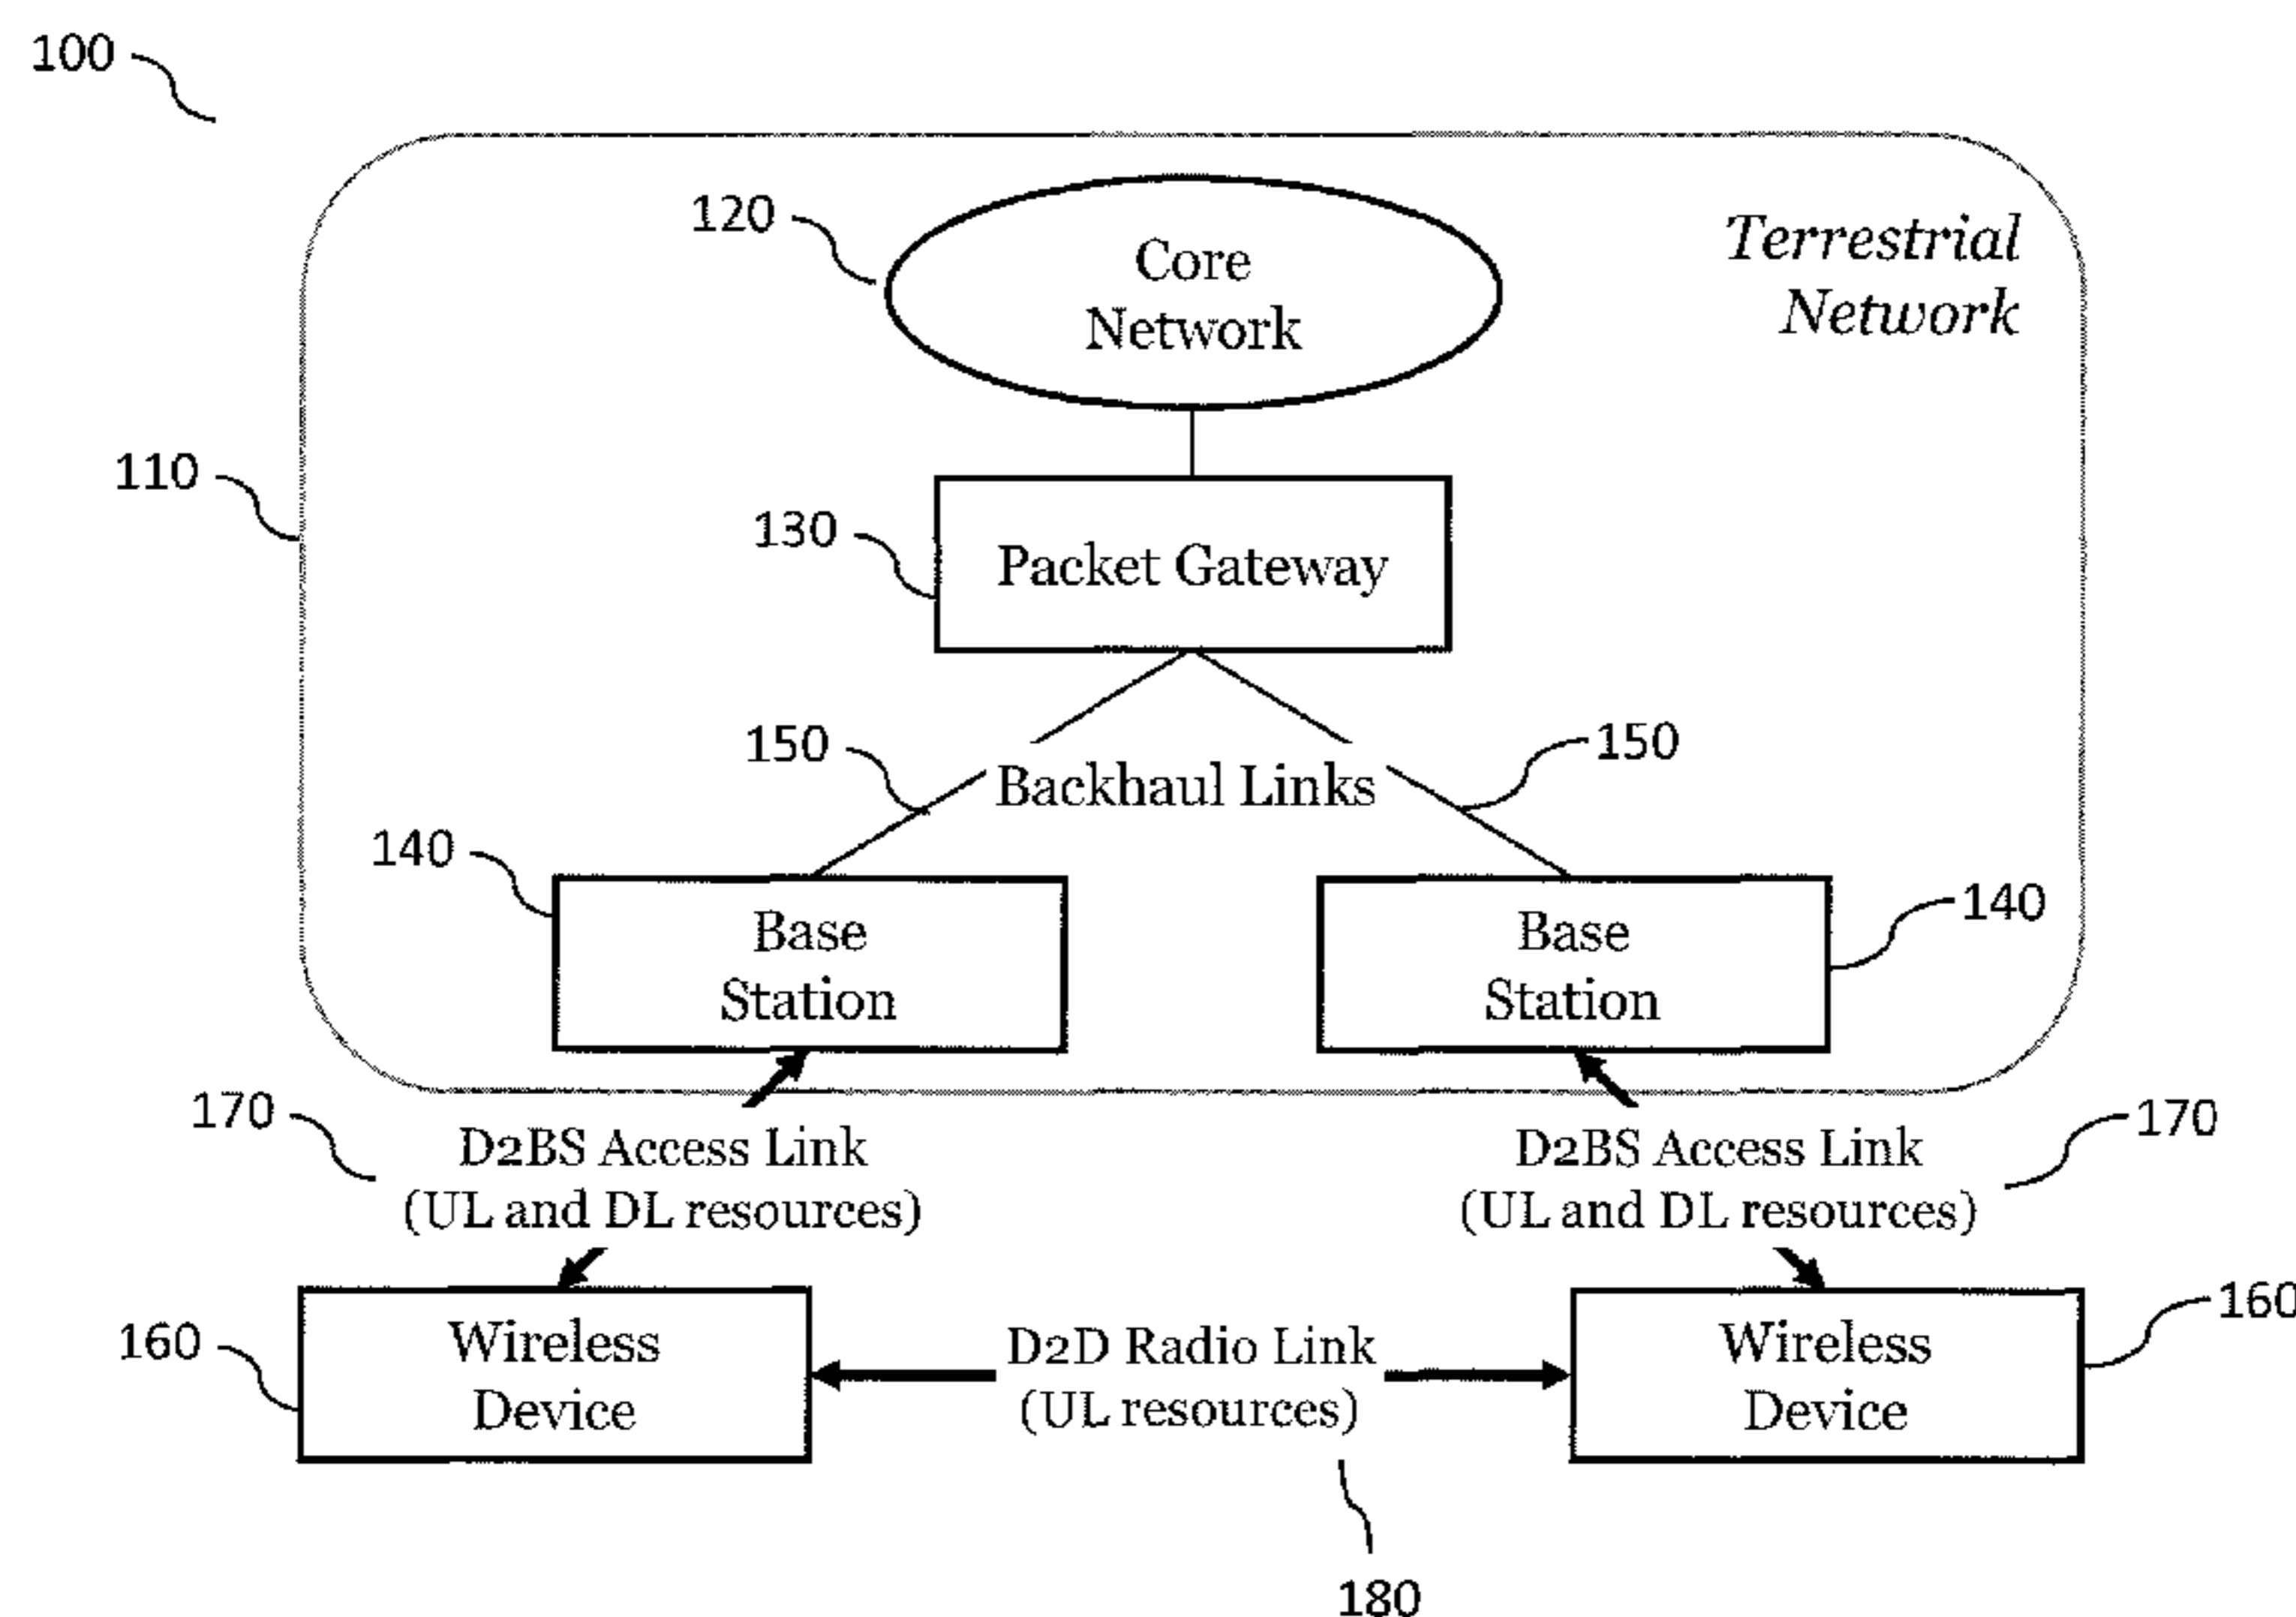 100
120
Core
Network
Terrestrial
Network
110
130
Packet Gateway
150
Backhaul Links
150
140
Base
Station
Base
Station
140
170
D2BS Access Link
(UL and DL resources)
D2BS Access Link
(UL and DL resources)
170
160
Wireless
Device
D2D Radio Link
(UL resources)
Wireless
Device
160
180